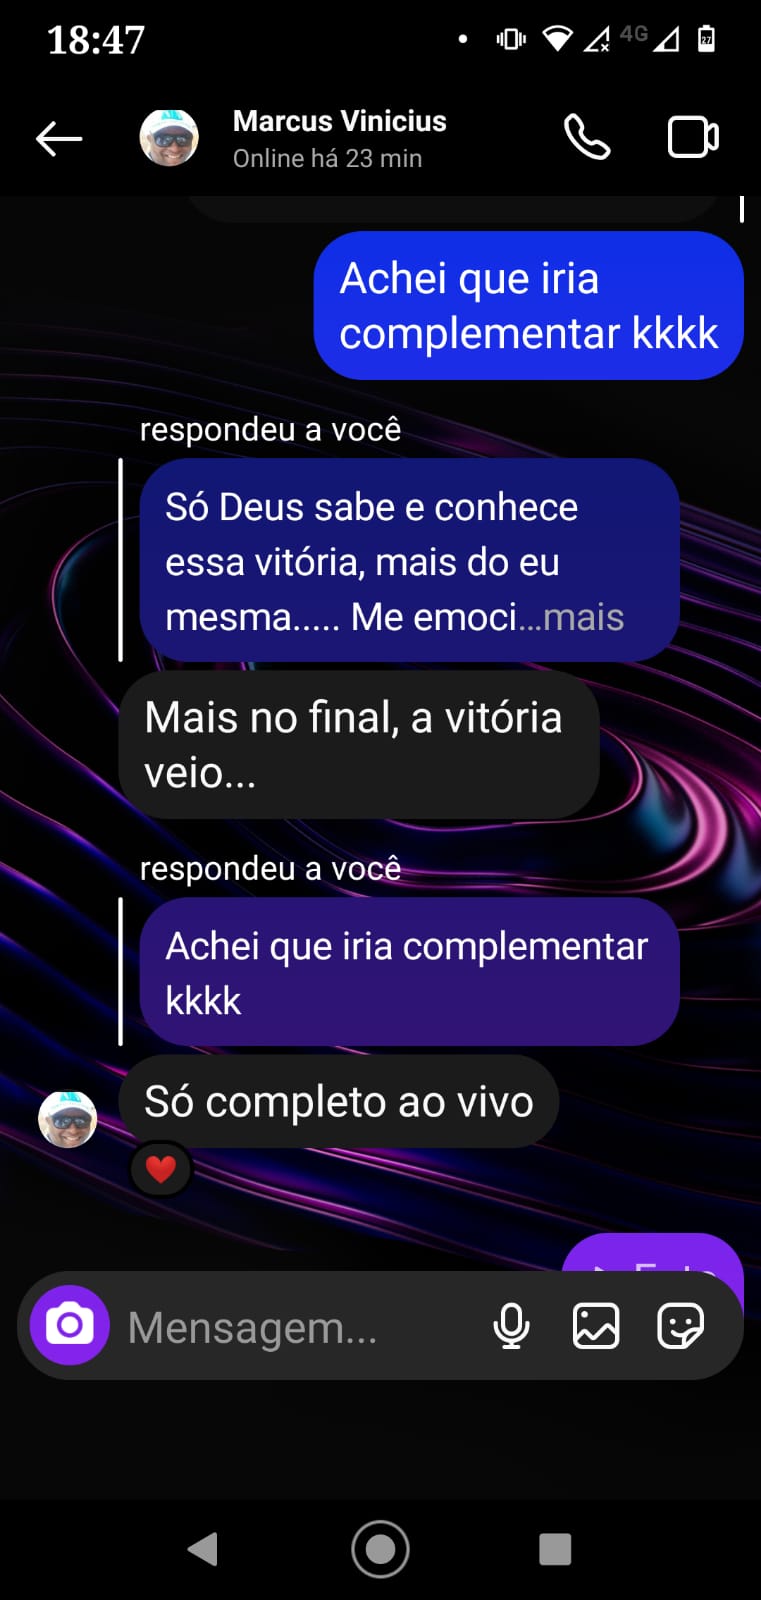 18:47
4G
27
Marcus Vinicius
Online há 23 min
Achei que iria
complementar kkkk
respondeu a você
Só Deus sabe e conhece
essa vitória, mais do eu
mesma..... Me emoci...mais
Mais no final, a vitória
veio...
respondeu a você
Achei que iria complementar
kkkk
Só completo ao vivo
Mensagem...